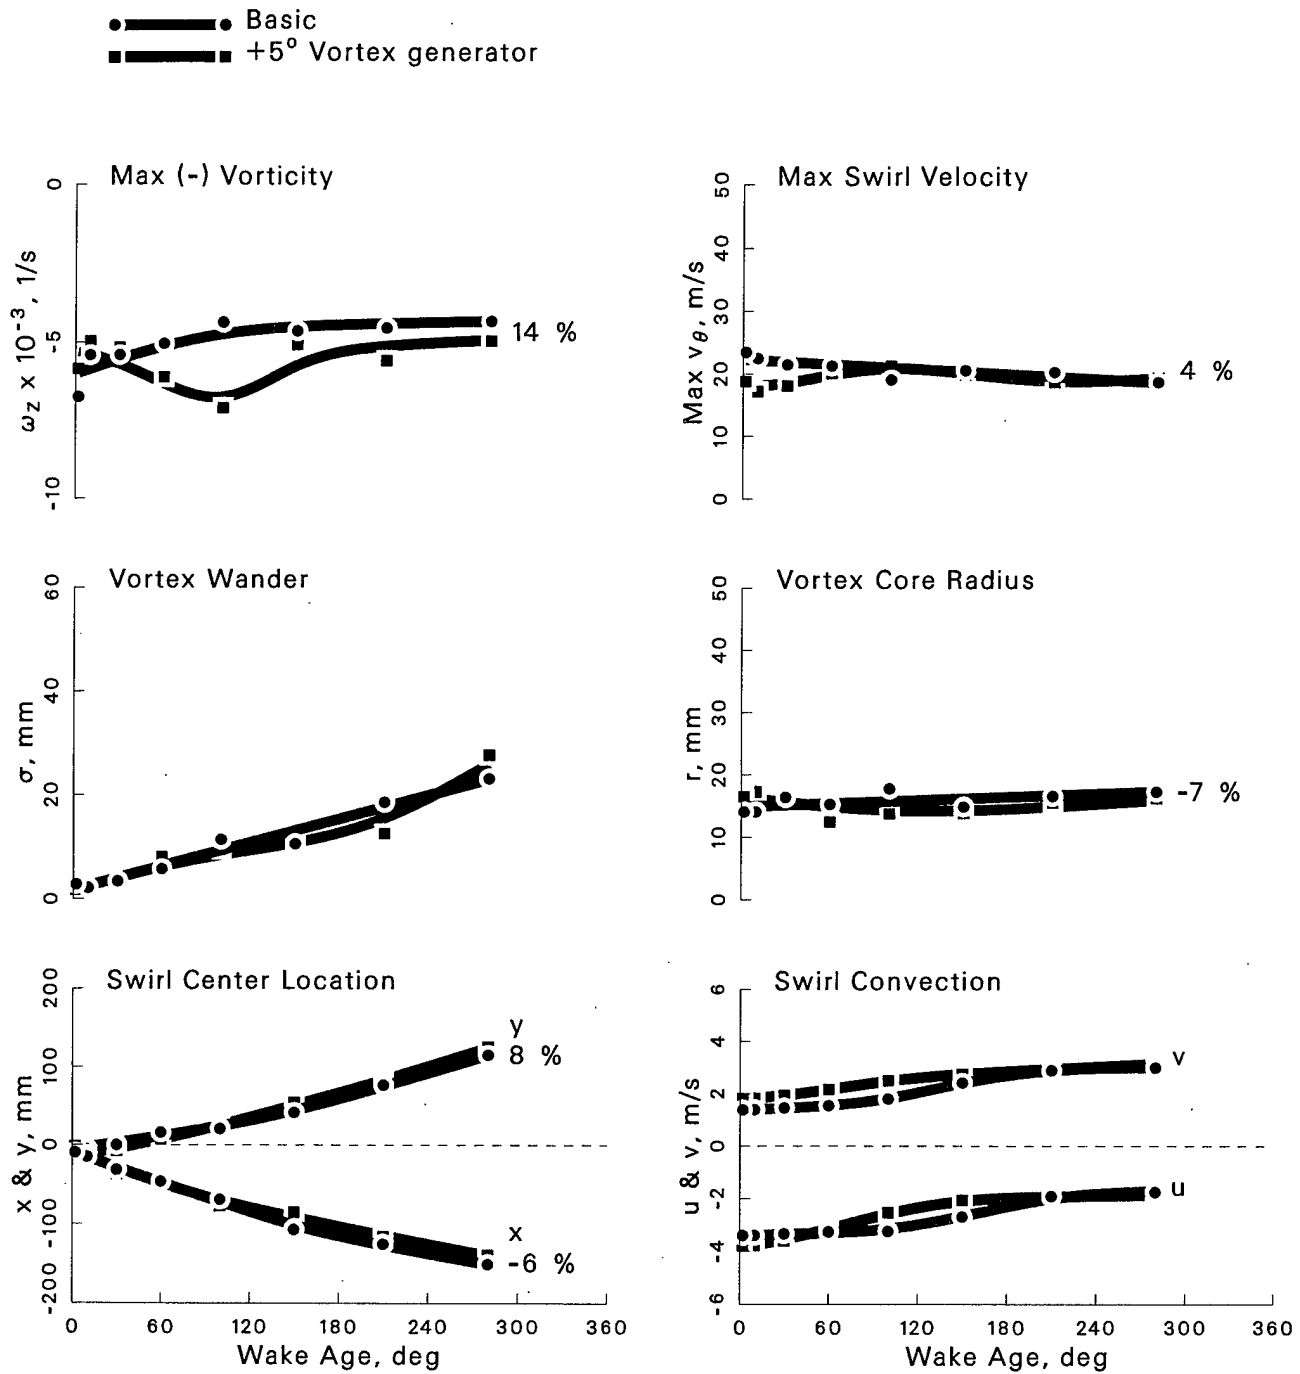 Basic
+5° Vortex generator
Max (-) Vorticity
0
-5
-10
ω_z x 10⁻³, 1/s
14 %
Max Swirl Velocity
50
40
30
20
10
0
Max v_θ, m/s
4 %
Vortex Wander
60
40
20
0
σ, mm
Vortex Core Radius
50
40
30
20
10
0
r, mm
-7 %
Swirl Center Location
200
100
0
-100
-200
x & y, mm
y
8 %
x
-6 %
0 60 120 180 240 300 360
Wake Age, deg
Swirl Convection
6
4
2
0
-2
-4
-6
u & v, m/s
v
u
0 60 120 180 240 300 360
Wake Age, deg